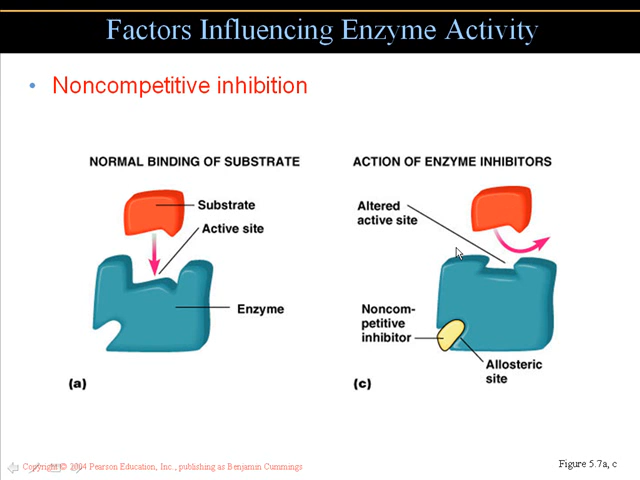 Factors Influencing Enzyme Activity
• Noncompetitive inhibition
NORMAL BINDING OF SUBSTRATE
Substrate
Active site
Enzyme
(a)
ACTION OF ENZYME INHIBITORS
Altered
active site
Noncom-
petitive
inhibitor
Allosteric
site
(c)
Copyright © 2004 Pearson Education, Inc., publishing as Benjamin Cummings
Figure 5.7a, c